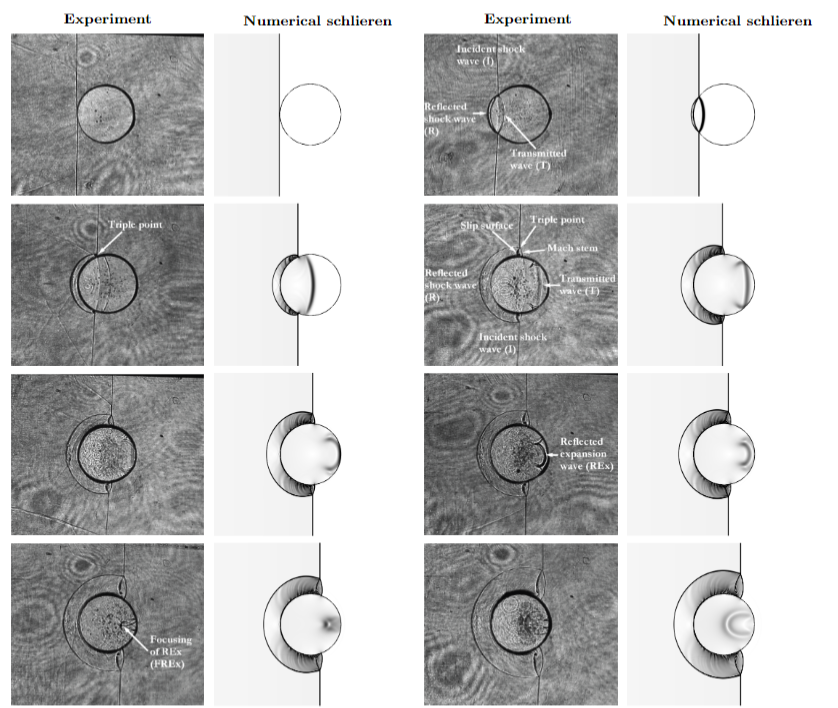 Experiment
Numerical schlieren
Experiment
Numerical schlieren
Incident shock
wave (I)
Reflected
shock wave
(R)
Transmitted
wave (T)
Triple point
Slip surface
Triple point
Mach stem
Reflected
shock wave
(R)
Transmitted
wave (T)
Incident shock
wave (I)
Reflected
expansion
wave (REx)
Focusing
of REx
(FREx)